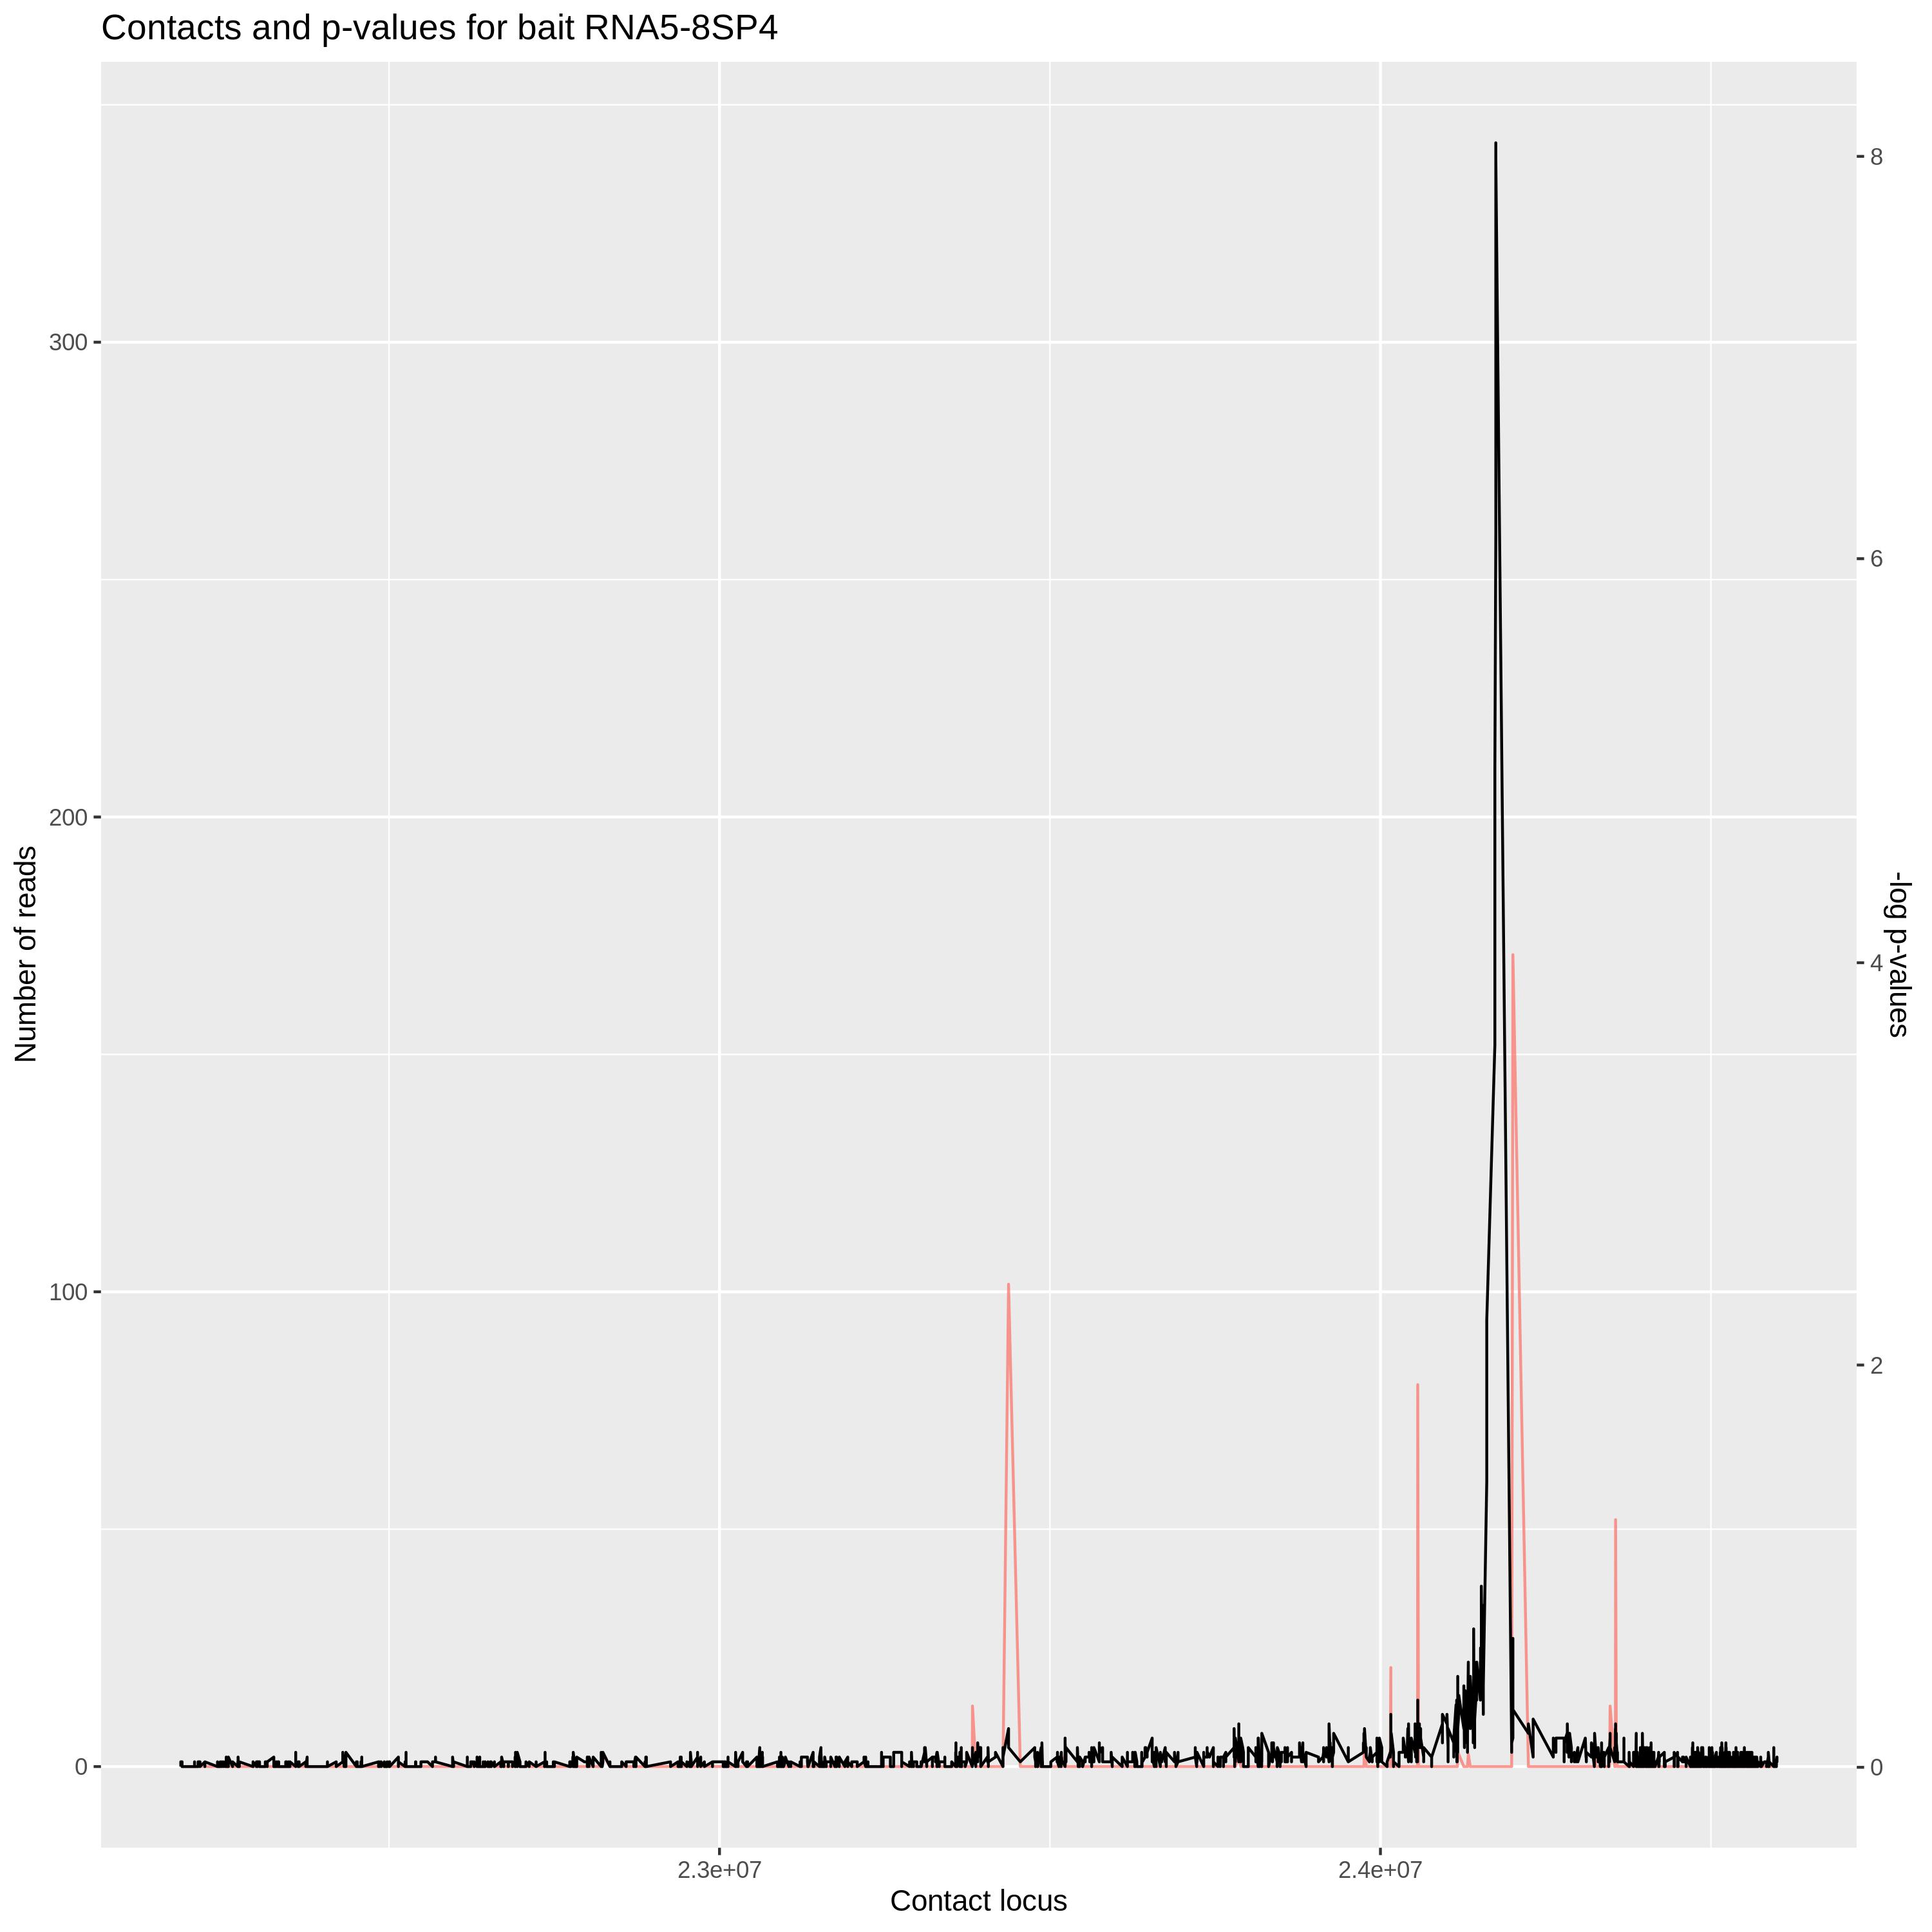 Contacts and p-values for bait RNA5-8SP4
Number of reads
300
200
100
0
8
6
4
2
0
-log p-values
2.3e+07
2.4e+07
Contact locus